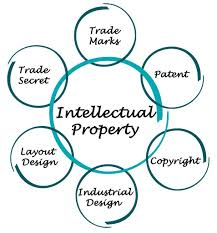 Trade
Marks
Trade
Secret
Patent
Intellectual
Property
Layout
Design
Copyright
Industrial
Design